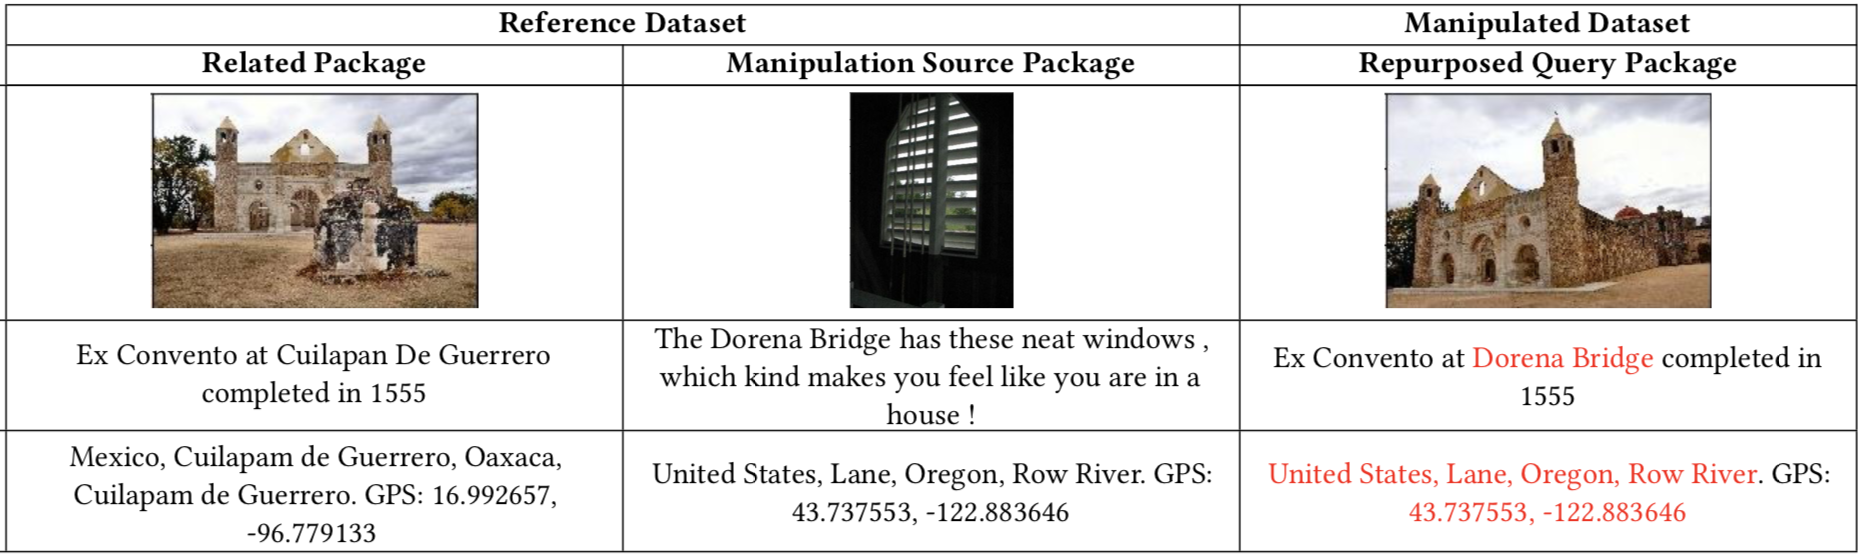 Reference Dataset
Manipulated Dataset
Related Package
Manipulation Source Package
Repurposed Query Package
Ex Convento at Cuilapan De Guerrero
completed in 1555
The Dorena Bridge has these neat windows ,
which kind makes you feel like you are in a
house !
Ex Convento at Dorena Bridge completed in
1555
Mexico, Cuilapam de Guerrero, Oaxaca,
Cuilapam de Guerrero. GPS: 16.992657,
-96.779133
United States, Lane, Oregon, Row River. GPS:
43.737553, -122.883646
United States, Lane, Oregon, Row River. GPS:
43.737553, -122.883646